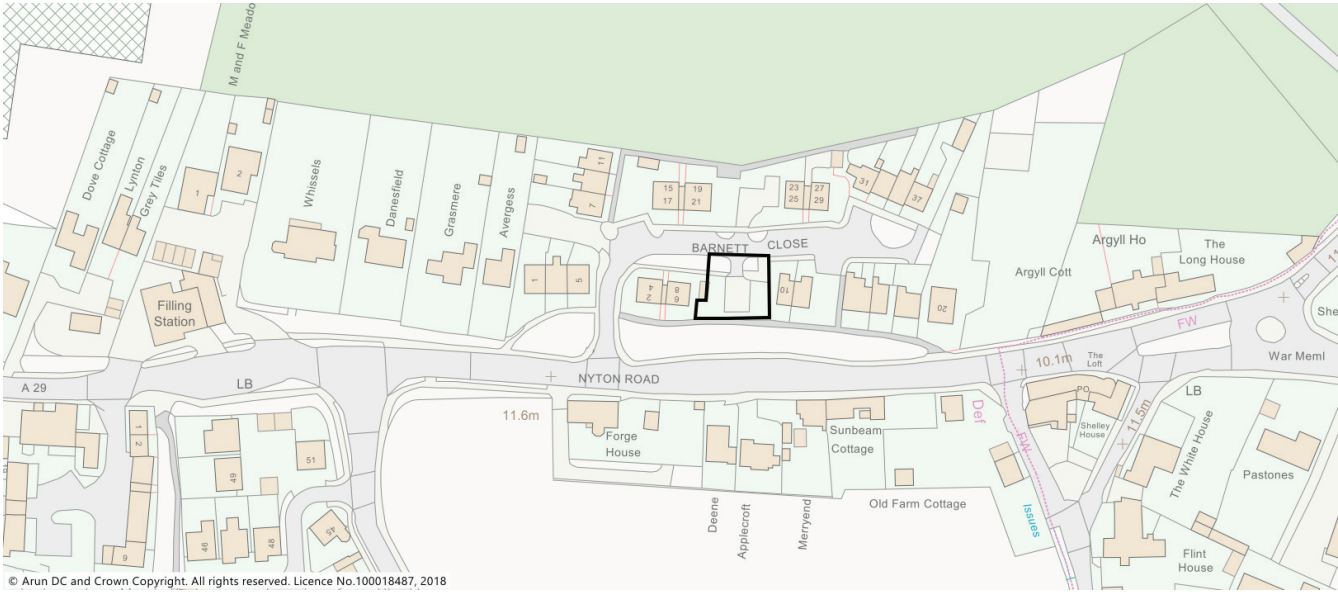 M and F Meado
Dove Cottage
Lynton
Grey Tiles
1
2
Whissels
Danesfield
Grasmere
Avergess
11
7
15
17
19
21
23
25
27
29
31
37
BARNETT CLOSE
1
5
4
2
8
6
10
20
Argyll Cott
Argyll Ho
The
Long House
Filling
Station
FW
10.1m
The
Loft
War Meml
She
A 29
LB
NYTON ROAD
11.6m
PO
Shelley
House
11.5m
LB
The White House
Pastones
Def
FW
1
2
49
51
Forge
House
Sunbeam
Cottage
Deene
Applecroft
Merryend
Old Farm Cottage
Issues
46
48
45
9
Flint
House
© Arun DC and Crown Copyright. All rights reserved. Licence No.100018487, 2018